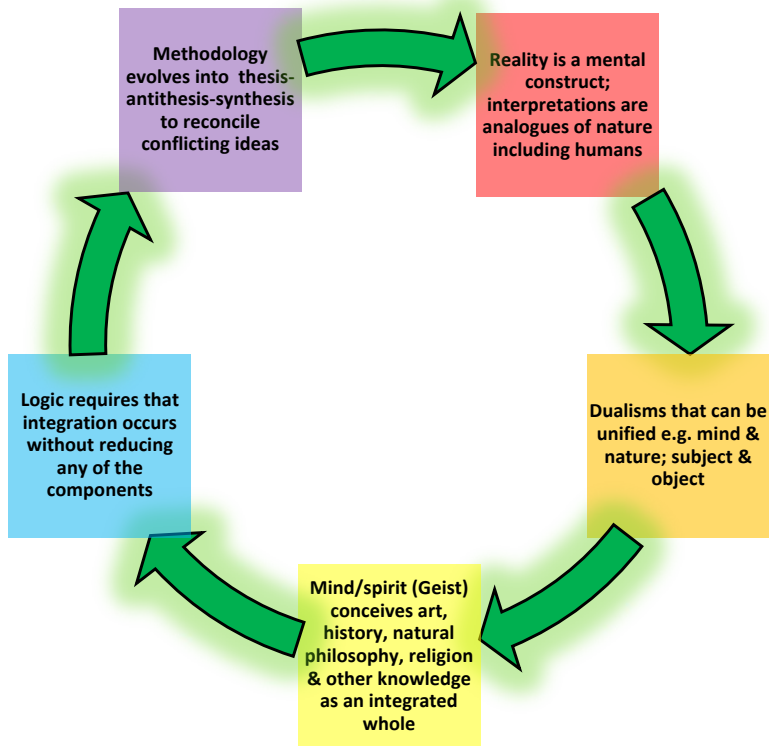 Methodology
evolves into thesis-
antithesis-synthesis
to reconcile
conflicting ideas
Reality is a mental
construct;
interpretations are
analogues of nature
including humans
Dualisms that can be
unified e.g. mind &
nature; subject &
object
Mind/spirit (Geist)
conceives art,
history, natural
philosophy, religion
& other knowledge
as an integrated
whole
Logic requires that
integration occurs
without reducing
any of the
components